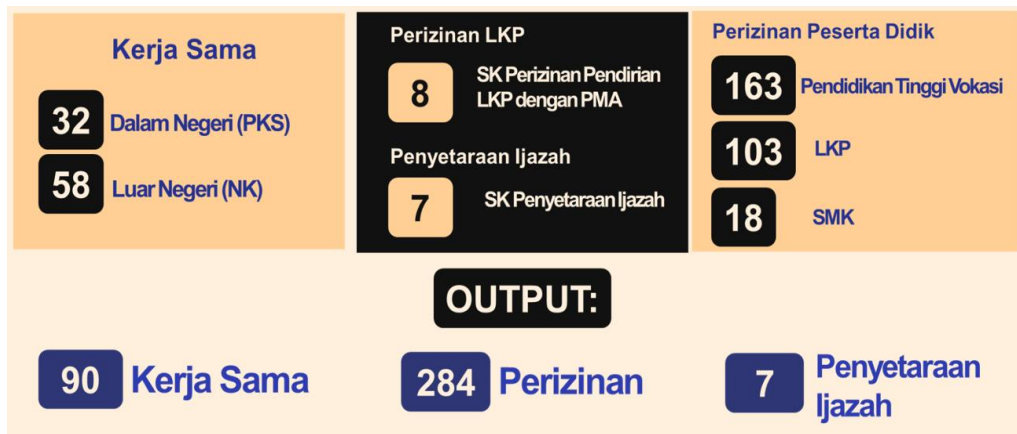 Kerja Sama
32 Dalam Negeri (PKS)
58 Luar Negeri (NK)
Perizinan LKP
8 SK Perizinan Pendirian
LKP dengan PMA
Penyetaraan Ijazah
7 SK Penyetaraan Ijazah
Perizinan Peserta Didik
163 Pendidikan Tinggi Vokasi
103 LKP
18 SMK
OUTPUT:
90 Kerja Sama
284 Perizinan
7 Penyetaraan
Ijazah